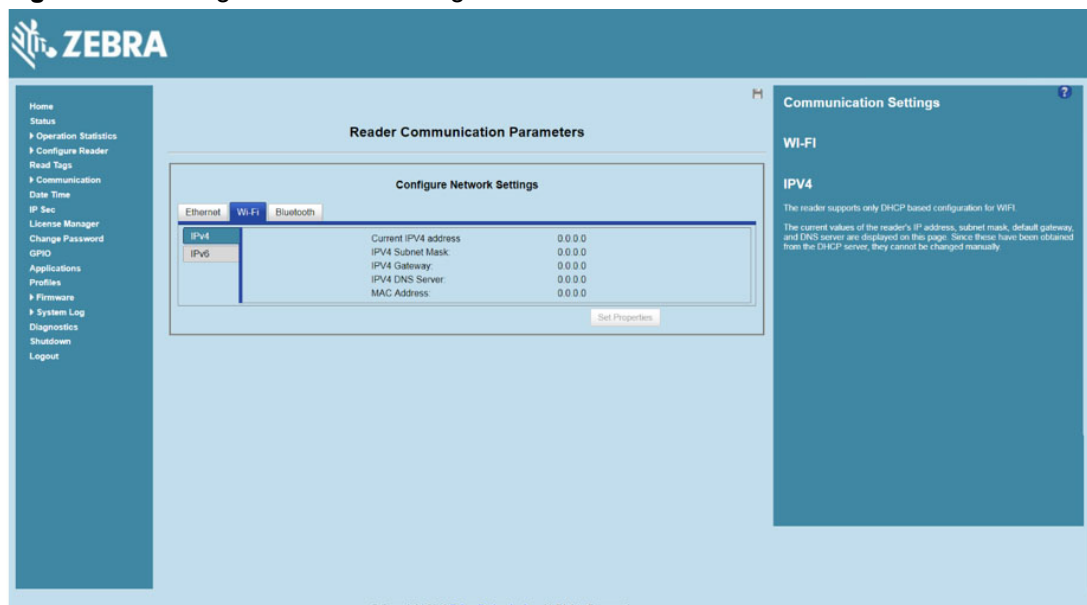 ZEBRA
Home
Status
Operation Statistics
Configure Reader
Read Tags
Communication
Date Time
IP Sec
License Manager
Change Password
GPIO
Applications
Profiles
Firmware
System Log
Diagnostics
Shutdown
Logout
Reader Communication Parameters
Configure Network Settings
Ethernet Wi-Fi Bluetooth
IPv4
IPv6
Current IPV4 address 0.0.0.0
IPV4 Subnet Mask: 0.0.0.0
IPV4 Gateway: 0.0.0.0
IPV4 DNS Server: 0.0.0.0
MAC Address: 0.0.0.0
Set Properties
Communication Settings
?
WI-FI
IPV4
The reader supports only DHCP based configuration for WIFI.
The current values of the reader's IP address, subnet mask, default gateway,
and DNS server are displayed on this page. Since these have been obtained
from the DHCP server, they cannot be changed manually.